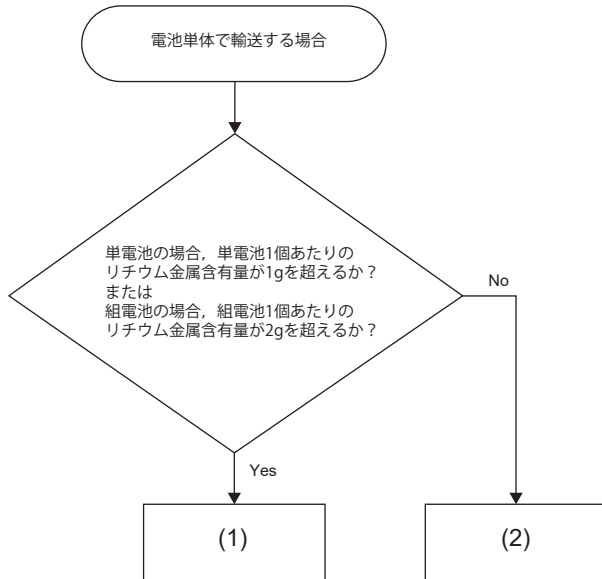 電池単体で輸送する場合
単電池の場合，単電池1個あたりの
リチウム金属含有量が1gを超えるか？
または
組電池の場合，組電池1個あたりの
リチウム金属含有量が2gを超えるか？
No
Yes
(1)
(2)